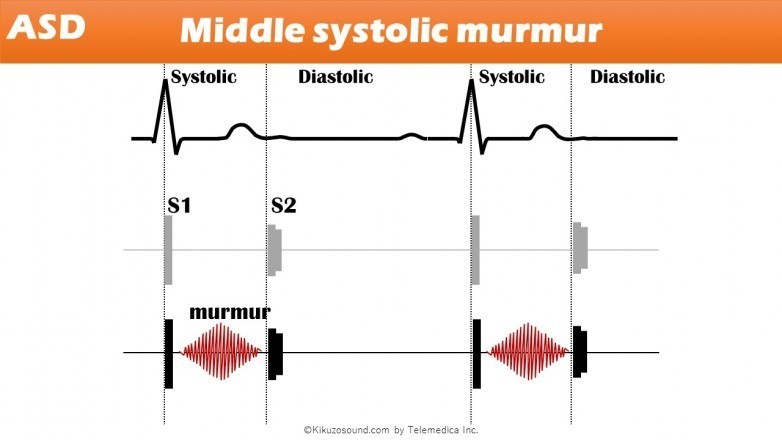 ASD
Middle systolic murmur
Systolic Diastolic Systolic Diastolic
S1 S2
murmur
©Kikuzosound.com by Telemedica Inc.